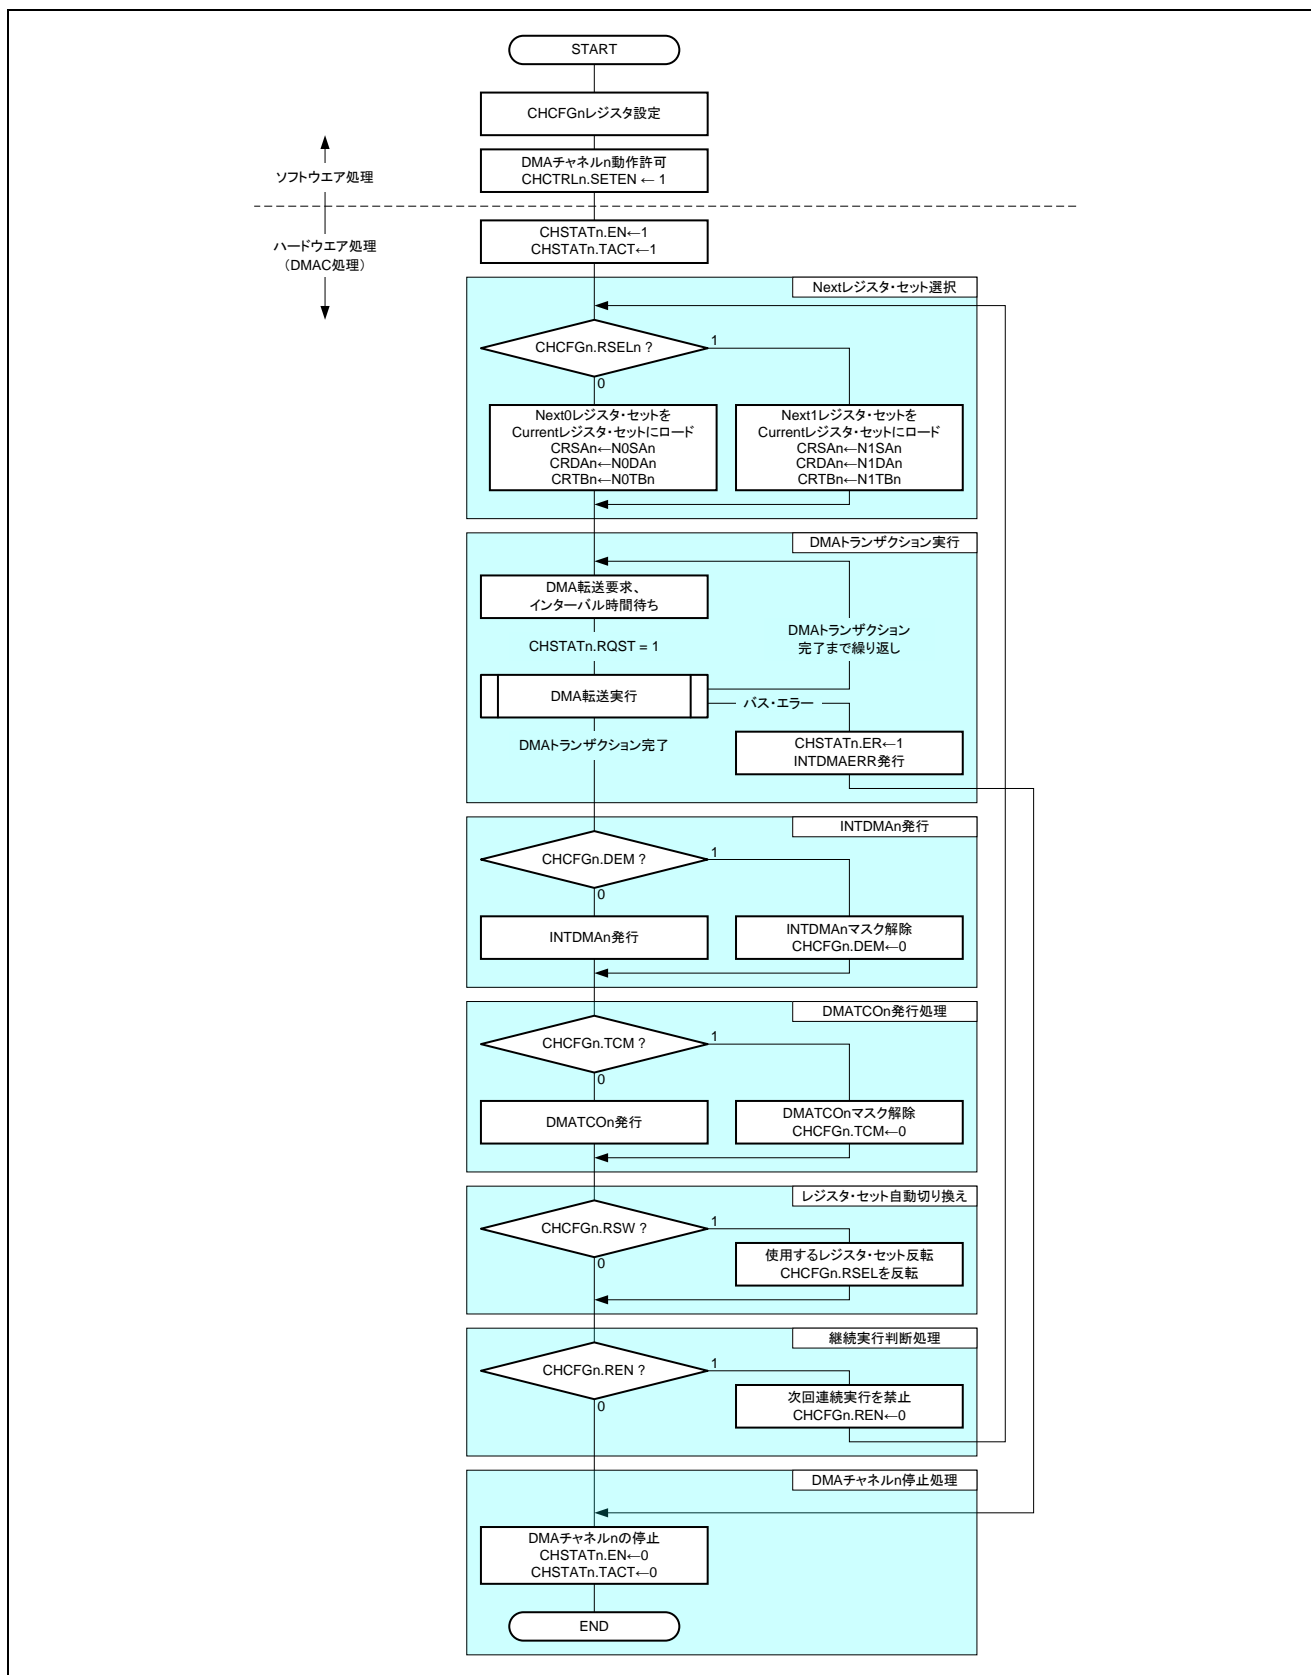 START
CHCFGnレジスタ設定
DMAチャネルn動作許可
CHCTRLn.SETEN ← 1
ソフトウエア処理
ハードウエア処理
（DMAC処理）
CHSTATn.EN←1
CHSTATn.TACT←1
Nextレジスタ・セット選択
CHCFGn.RSELn ?
1
0
Next0レジスタ・セットを
Currentレジスタ・セットにロード
CRSAn←N0SAn
CRDAn←N0DAn
CRTBn←N0TBn
Next1レジスタ・セットを
Currentレジスタ・セットにロード
CRSAn←N1SAn
CRDAn←N1DAn
CRTBn←N1TBn
DMAトランザクション実行
DMA転送要求、
インターバル時間待ち
DMAトランザクション
完了まで繰り返し
CHSTATn.RQST = 1
DMA転送実行
バス・エラー
DMAトランザクション完了
CHSTATn.ER←1
INTDMAERR発行
INTDMAn発行
CHCFGn.DEM ?
1
0
INTDMAn発行
INTDMAnマスク解除
CHCFGn.DEM←0
DMATCOn発行処理
CHCFGn.TCM ?
1
0
DMATCOn発行
DMATCOnマスク解除
CHCFGn.TCM←0
レジスタ・セット自動切り換え
CHCFGn.RSW ?
1
0
使用するレジスタ・セット反転
CHCFGn.RSELを反転
継続実行判断処理
CHCFGn.REN ?
1
0
次回連続実行を禁止
CHCFGn.REN←0
DMAチャネルn停止処理
DMAチャネルnの停止
CHSTATn.EN←0
CHSTATn.TACT←0
END